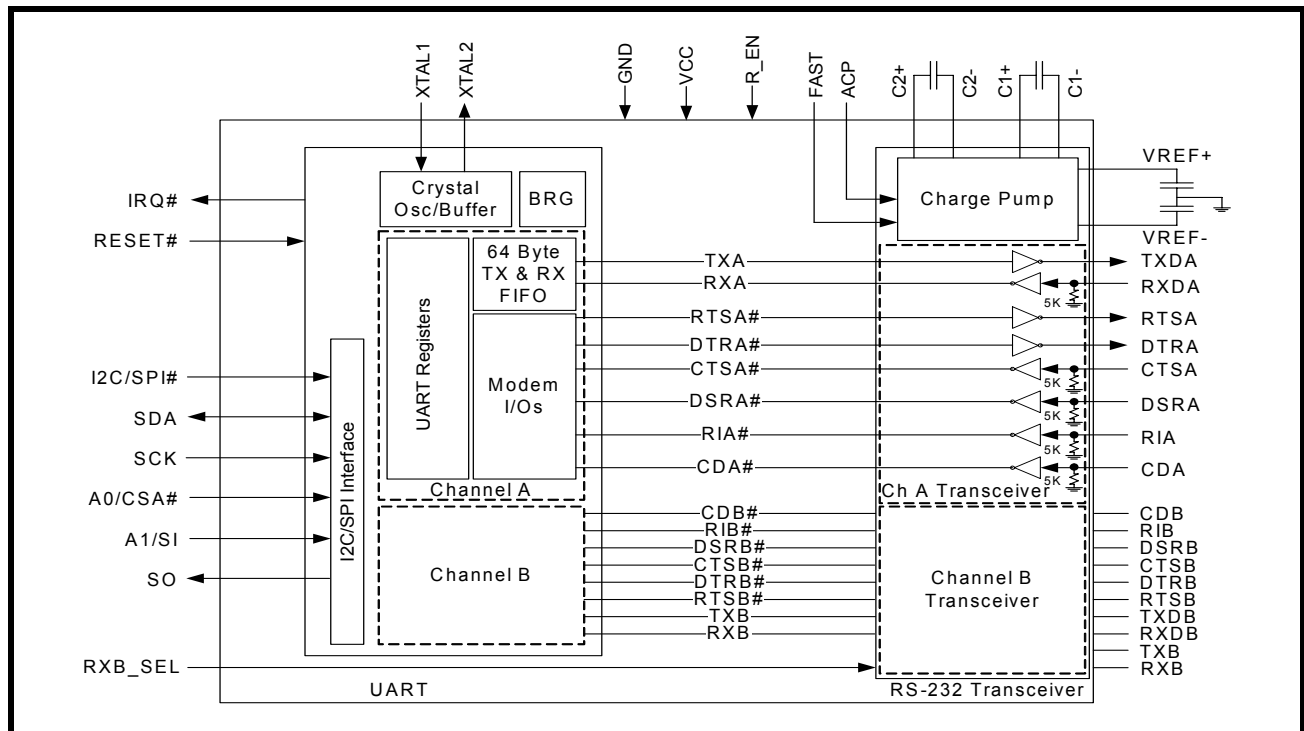 XTAL1
XTAL2
GND
VCC
R_EN
FAST
ACP
C2+
C2-
C1+
C1-
IRQ#
RESET#
I2C/SPI#
SDA
SCK
A0/CSA#
A1/SI
SO
RXB_SEL
I2C/SPI Interface
Crystal
Osc/Buffer
BRG
UART Registers
64 Byte
TX & RX
FIFO
Modem
I/Os
Channel A
Channel B
UART
TXA
RXA
RTSA#
DTRA#
CTSA#
DSRA#
RIA#
CDA#
CDB#
RIB#
DSRB#
CTSB#
DTRB#
RTSB#
TXB
RXB
Charge Pump
5K
5K
5K
5K
5K
Ch A Transceiver
Channel B
Transceiver
RS-232 Transceiver
VREF+
VREF-
TXDA
RXDA
RTSA
DTRA
CTSA
DSRA
RIA
CDA
CDB
RIB
DSRB
CTSB
DTRB
RTSB
TXDB
RXDB
TXB
RXB